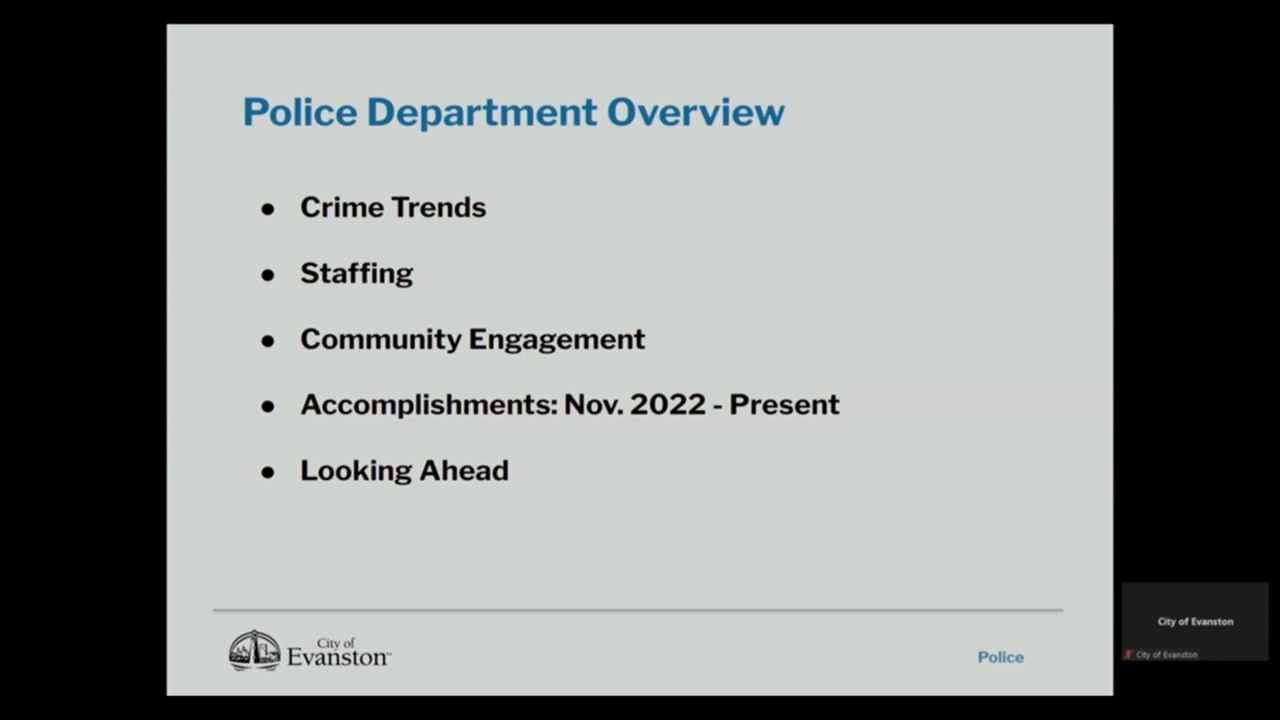 Police Department Overview
● Crime Trends
● Staffing
● Community Engagement
● Accomplishments: Nov. 2022 - Present
● Looking Ahead
City of
Evanston™
Police
City of Evanston
City of Evanston